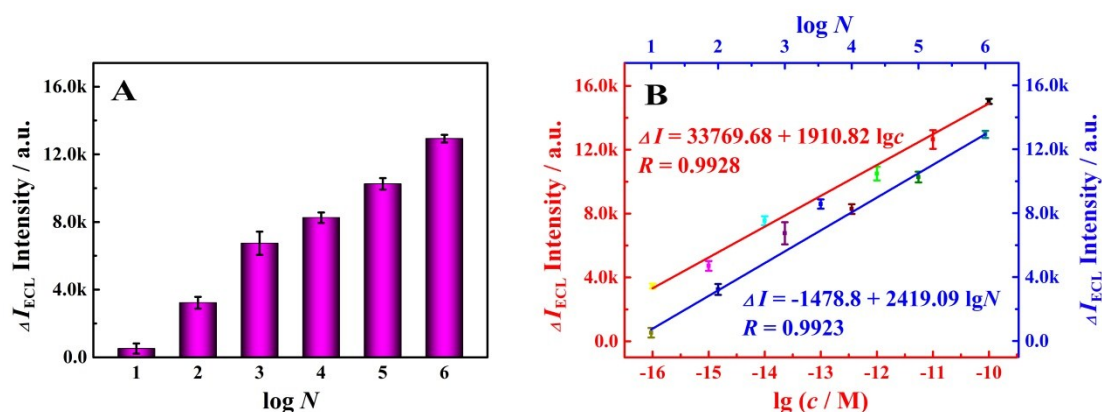 A
ΔI_ECL Intensity / a.u.
16.0k
12.0k
8.0k
4.0k
0.0
1 2 3 4 5 6
log N
log N
1 2 3 4 5 6
B
ΔI_ECL Intensity / a.u.
16.0k
12.0k
8.0k
4.0k
0.0
ΔI = 33769.68 + 1910.82 lgc
R = 0.9928
ΔI = -1478.8 + 2419.09 lgN
R = 0.9923
16.0k
12.0k
8.0k
4.0k
0.0
ΔI_ECL Intensity / a.u.
-16 -15 -14 -13 -12 -11 -10
lg (c / M)